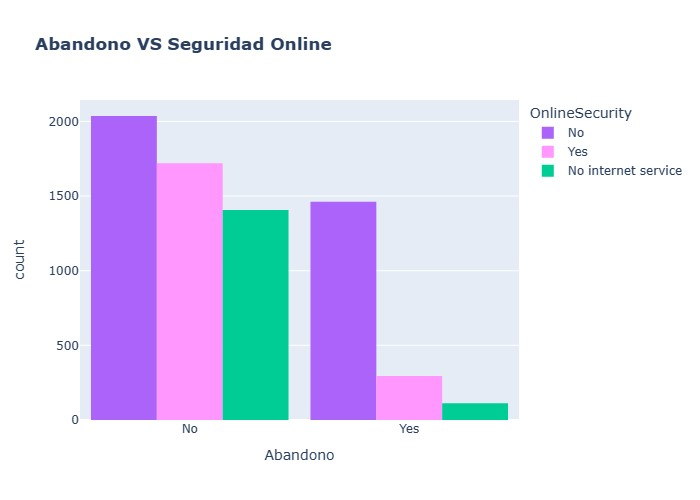 Abandono VS Seguridad Online
OnlineSecurity
No
Yes
No internet service
2000
1500
1000
500
0
count
No
Yes
Abandono